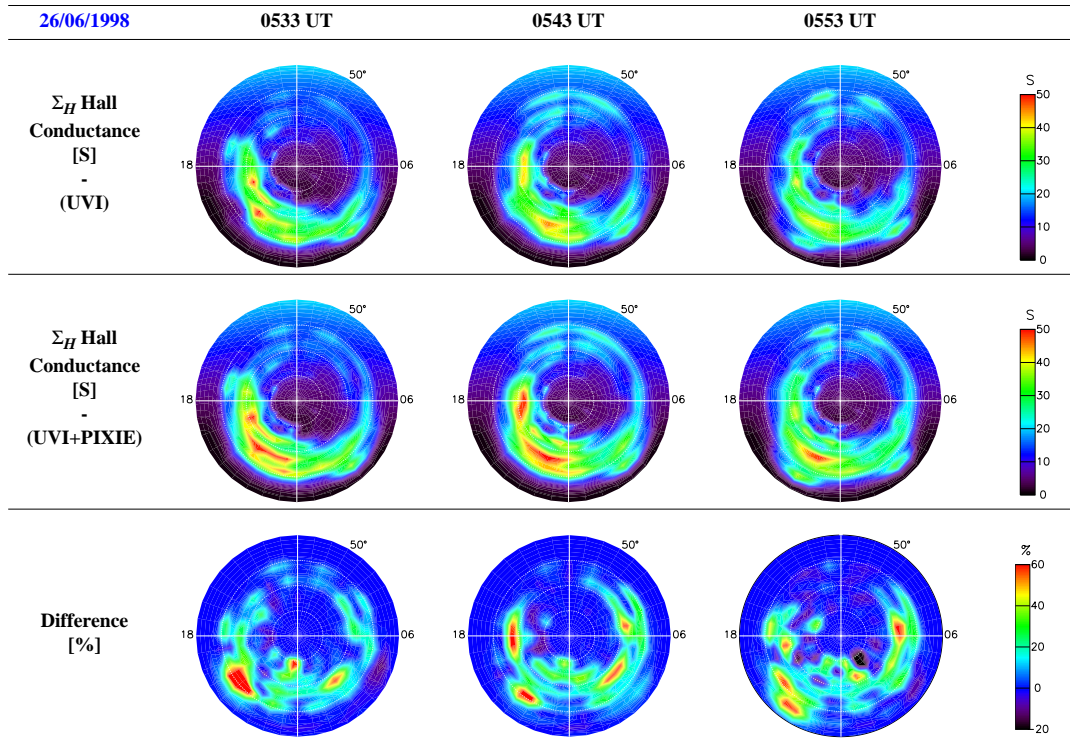 26/06/1998 0533 UT 0543 UT 0553 UT
50° 50° 50°
Σ_H Hall
Conductance
[S]
-
(UVI)
18 06 18 06 18 06
S
50
40
30
20
10
0
50° 50° 50°
Σ_H Hall
Conductance
[S]
-
(UVI+PIXIE)
18 06 18 06 18 06
S
50
40
30
20
10
0
50° 50° 50°
Difference
[%]
18 06 18 06 18 06
%
60
40
20
0
20